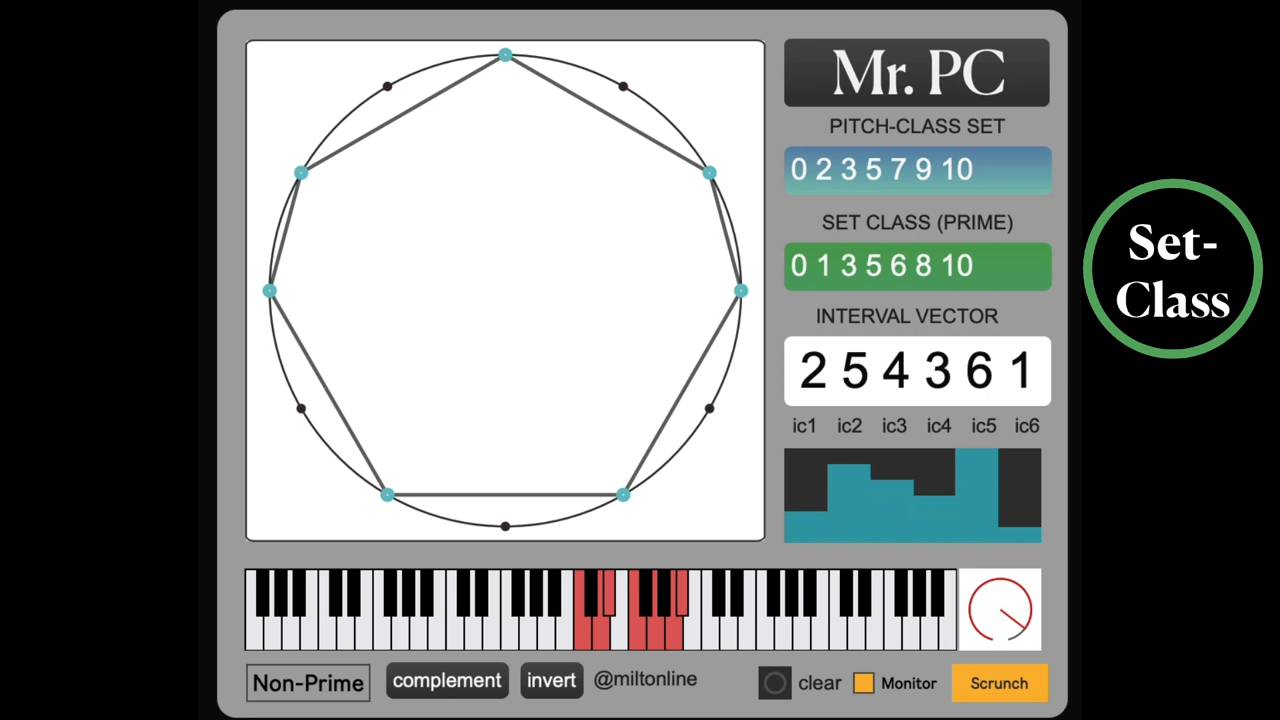 Mr. PC
PITCH-CLASS SET
0 2 3 5 7 9 10
SET CLASS (PRIME)
0 1 3 5 6 8 10
INTERVAL VECTOR
2 5 4 3 6 1
ic1 ic2 ic3 ic4 ic5 ic6
Set-
Class
Non-Prime
complement
invert
@miltonline
clear
Monitor
Scrunch